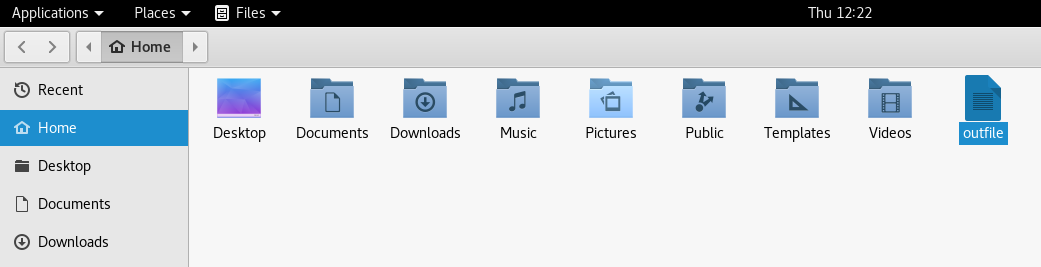 Applications Places Files Thu 12:22
Home
Recent
Home
Desktop
Documents
Downloads
Desktop Documents Downloads Music Pictures Public Templates Videos outfile